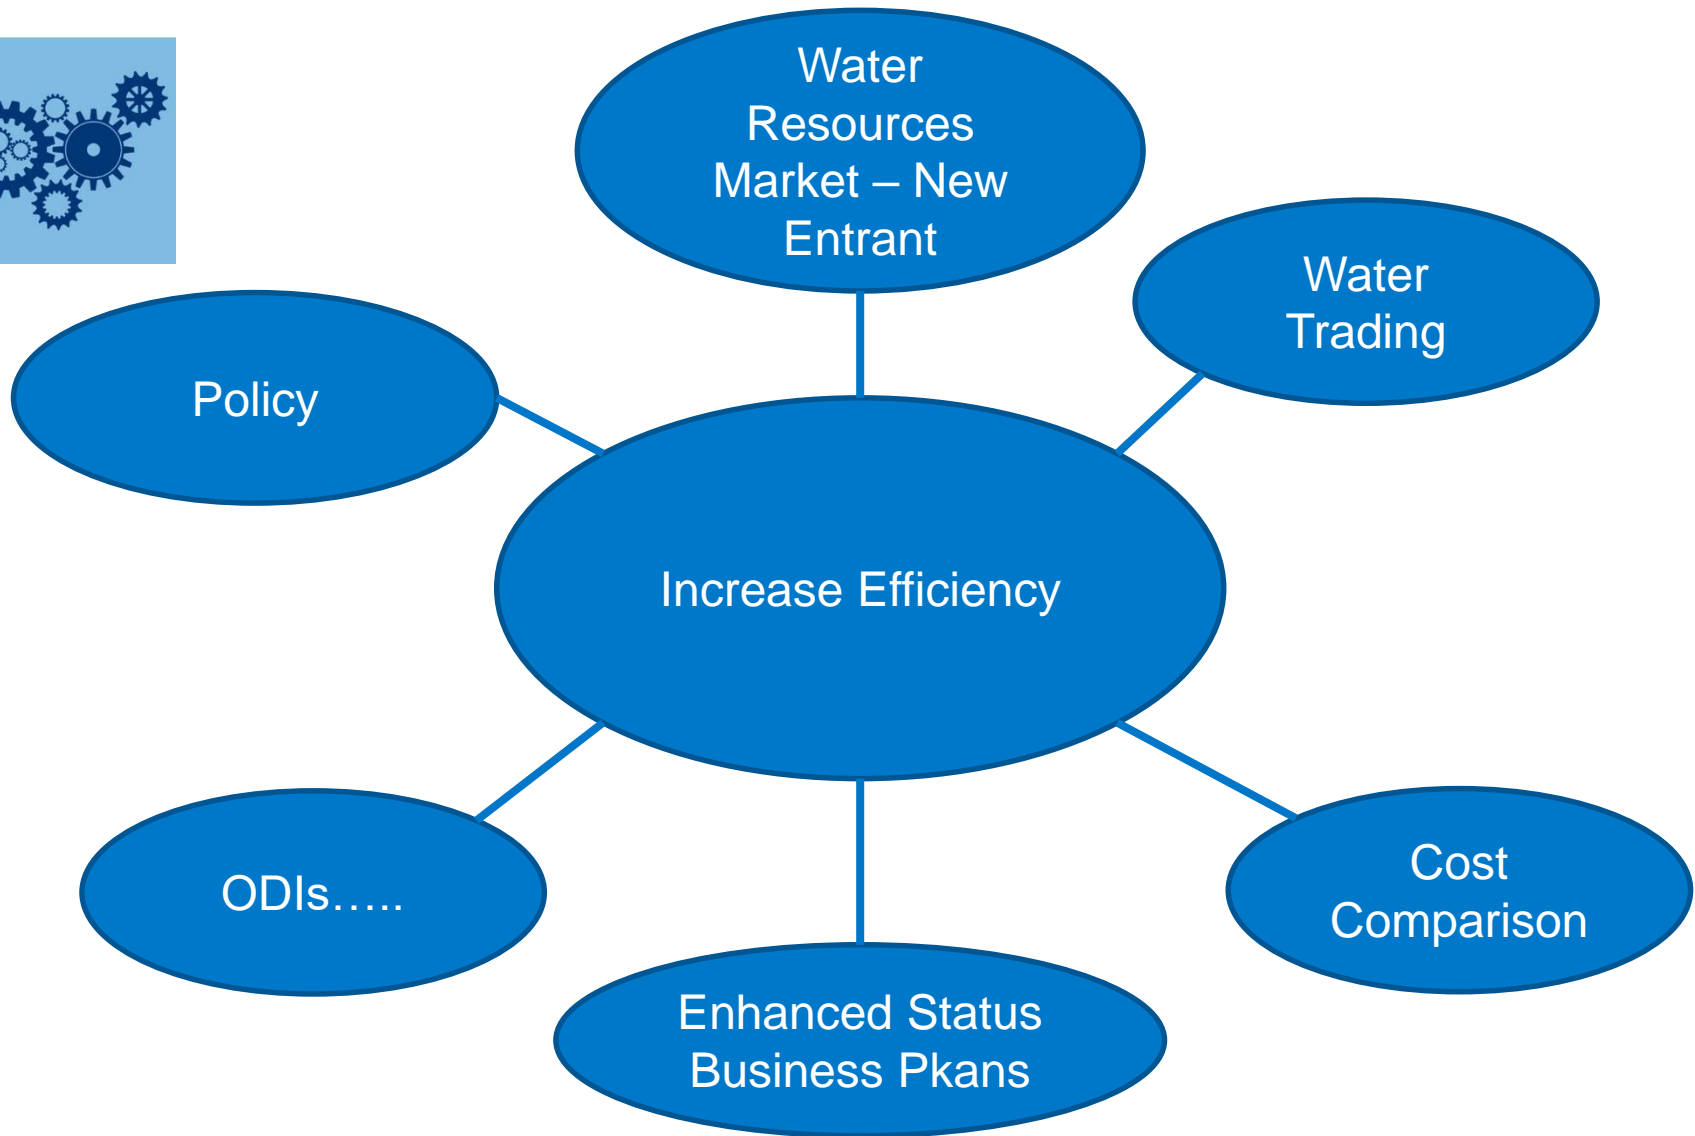 Water
Resources
Market – New
Entrant
Water
Trading
Policy
Increase Efficiency
ODIs…..
Cost
Comparison
Enhanced Status
Business Pkans